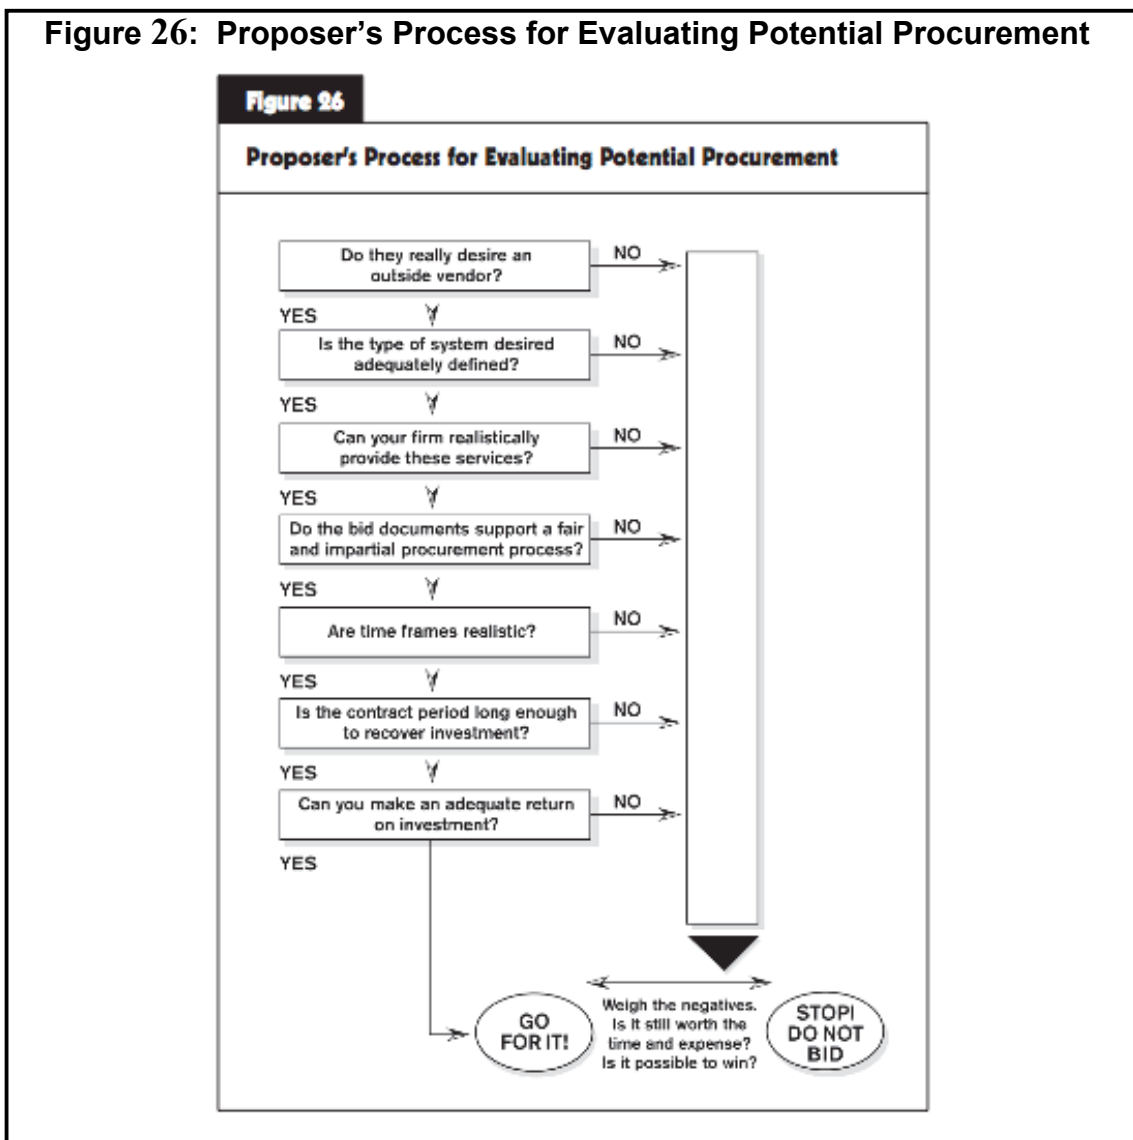 Figure 26:  Proposer's Process for Evaluating Potential Procurement
Figure 26
Proposer's Process for Evaluating Potential Procurement
Do they really desire an
outside vendor?
NO
YES
Is the type of system desired
adequately defined?
NO
YES
Can your firm realistically
provide these services?
NO
YES
Do the bid documents support a fair
and impartial procurement process?
NO
YES
Are time frames realistic?
NO
YES
Is the contract period long enough
to recover investment?
NO
YES
Can you make an adequate return
on investment?
NO
YES
GO
FOR IT!
Weigh the negatives.
Is it still worth the
time and expense?
Is it possible to win?
STOP!
DO NOT
BID